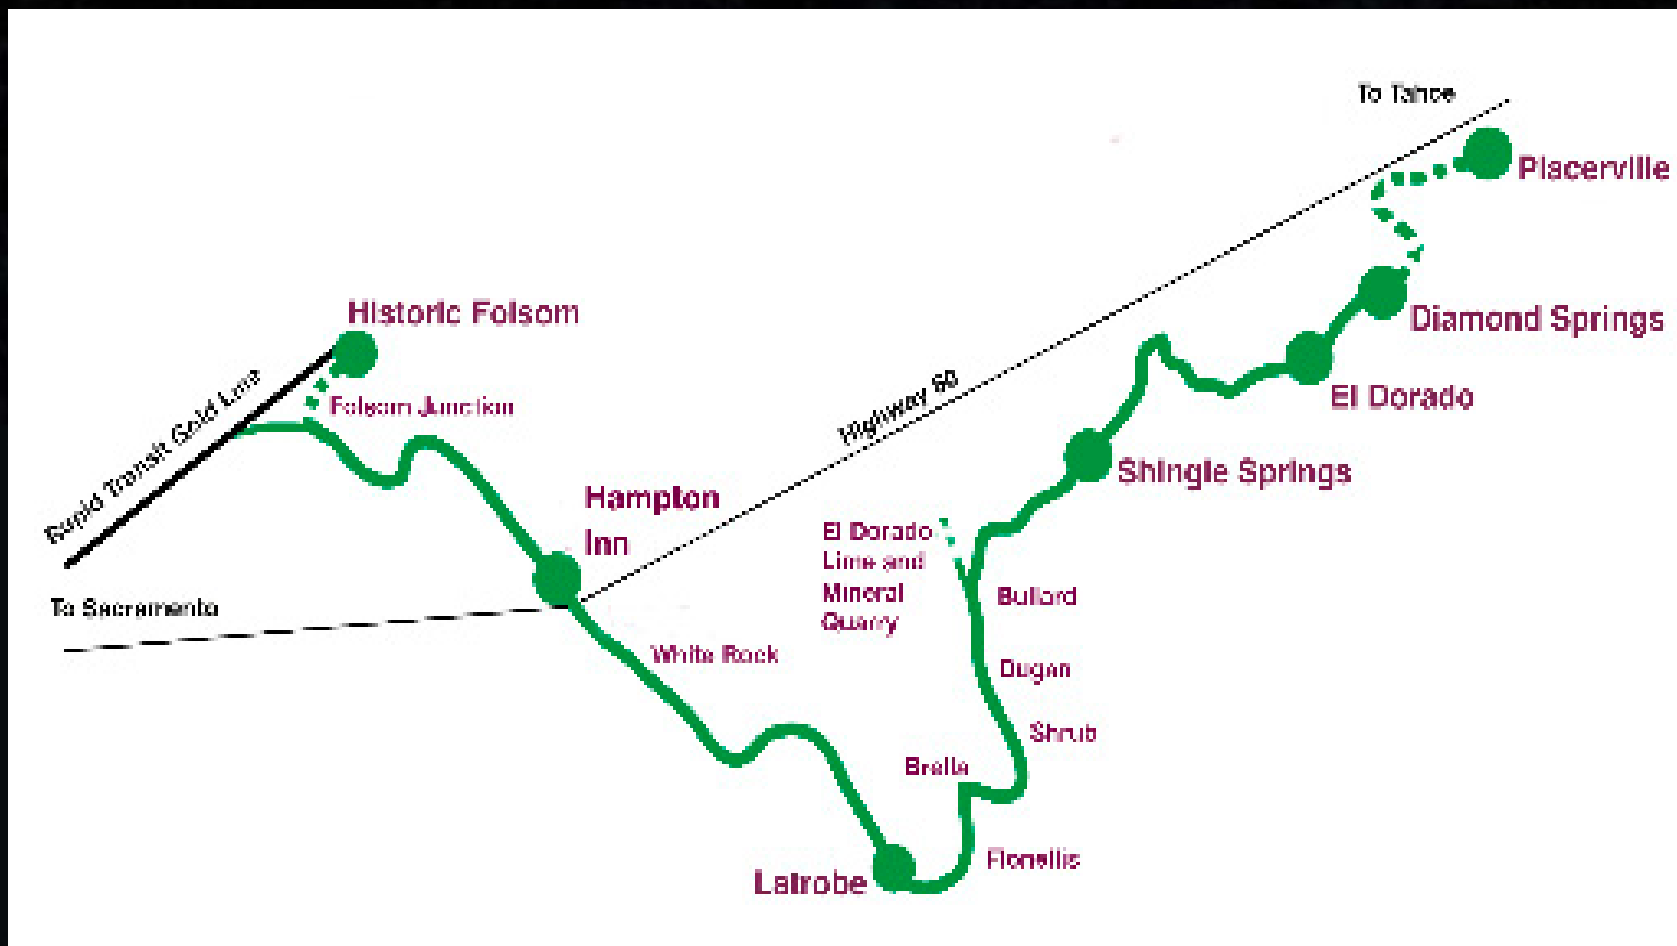 To Tahoe
Placerville
Historic Folsom
Diamond Springs
Rapid Transit Gold Line
Folsom Junction
El Dorado
Highway 50
Shingle Springs
Hampton
Inn
El Dorado
Lime and
Mineral
Quarry
Bullard
To Sacramento
White Rock
Dugan
Shrub
Brella
Flonellis
Latrobe